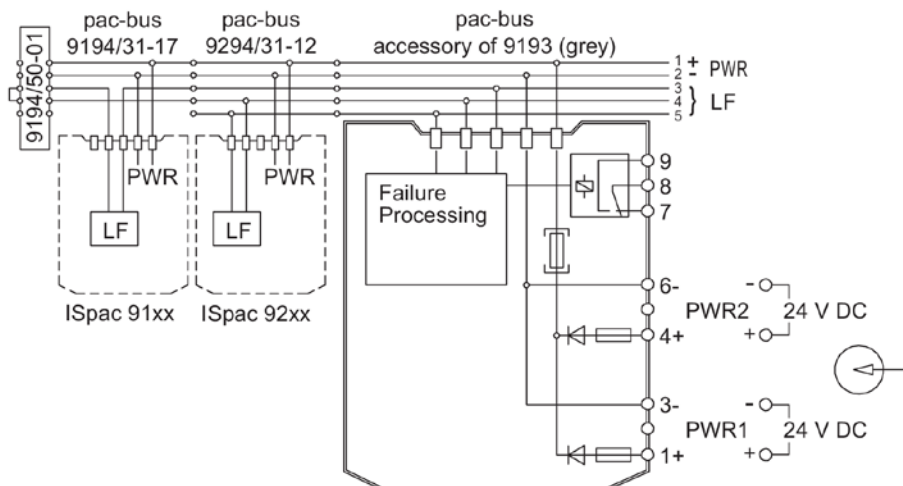 pac-bus
9194/31-17
pac-bus
9294/31-12
pac-bus
accessory of 9193 (grey)
9194/50-01
1 +
2 - PWR
3
4 } LF
5
PWR
LF
ISpac 91xx
PWR
LF
ISpac 92xx
Failure
Processing
9
8
7
6-
PWR2
- 
24 V DC
+
4+
3-
PWR1
-
24 V DC
+
1+